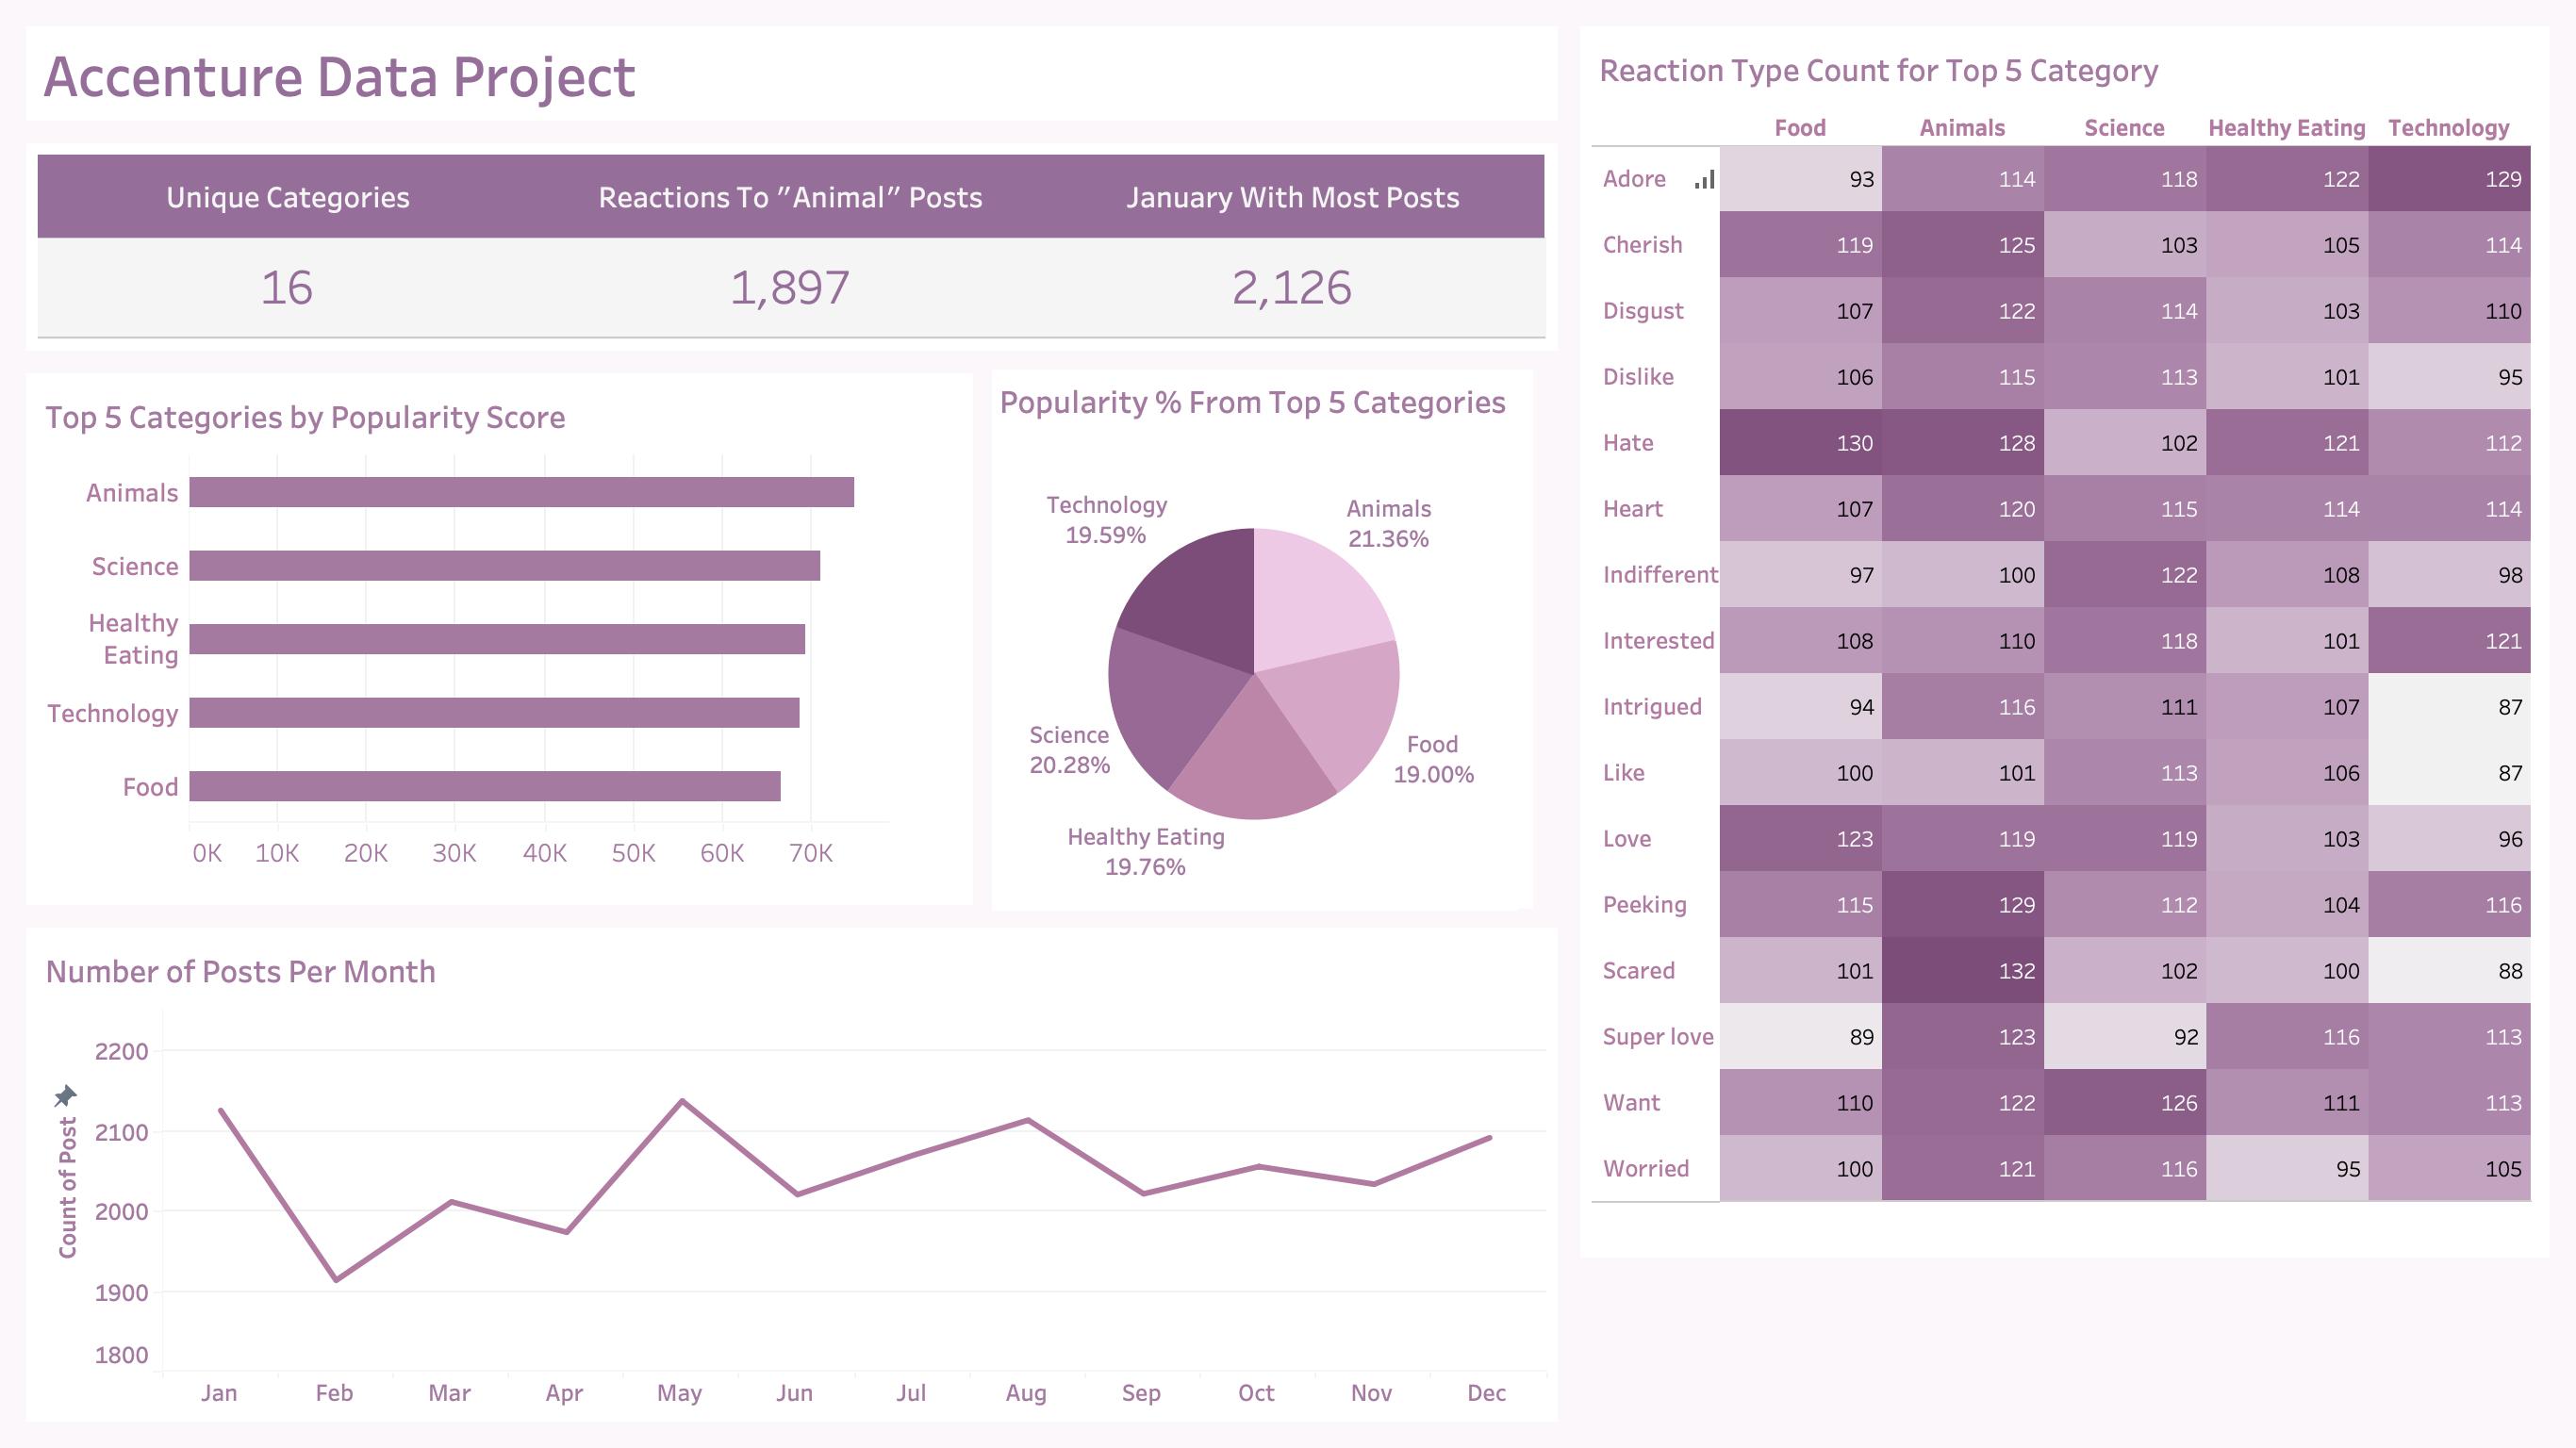 Accenture Data Project
Unique Categories Reactions To "Animal" Posts January With Most Posts
16 1,897 2,126
Top 5 Categories by Popularity Score
Animals
Science
Healthy
Eating
Technology
Food
0K 10K 20K 30K 40K 50K 60K 70K
Popularity % From Top 5 Categories
Technology
19.59%
Animals
21.36%
Science
20.28%
Food
19.00%
Healthy Eating
19.76%
Number of Posts Per Month
Count of Post
2200
2100
2000
1900
1800
Jan Feb Mar Apr May Jun Jul Aug Sep Oct Nov Dec
Reaction Type Count for Top 5 Category
Food Animals Science Healthy Eating Technology
Adore 93 114 118 122 129
Cherish 119 125 103 105 114
Disgust 107 122 114 103 110
Dislike 106 115 113 101 95
Hate 130 128 102 121 112
Heart 107 120 115 114 114
Indifferent 97 100 122 108 98
Interested 108 110 118 101 121
Intrigued 94 116 111 107 87
Like 100 101 113 106 87
Love 123 119 119 103 96
Peeking 115 129 112 104 116
Scared 101 132 102 100 88
Super love 89 123 92 116 113
Want 110 122 126 111 113
Worried 100 121 116 95 105